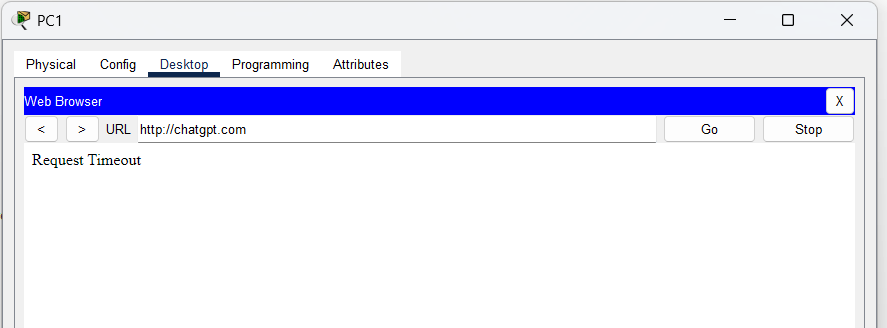 PC1
Physical Config Desktop Programming Attributes
Web Browser X
< > URL http://chatgpt.com Go Stop
Request Timeout